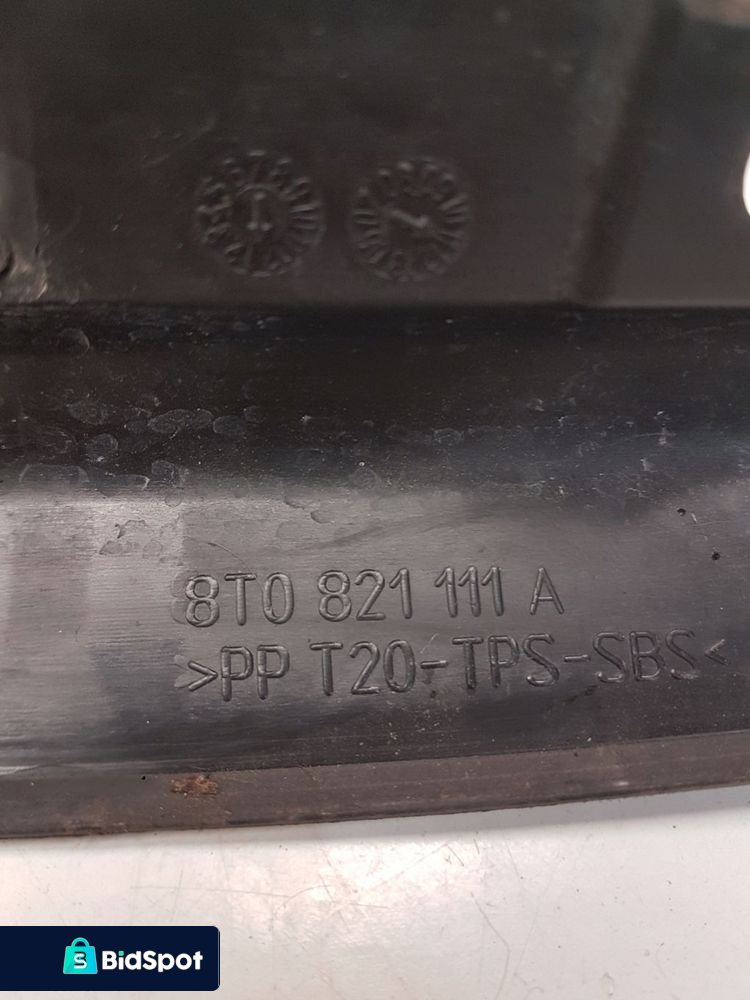 8T0 821 111 A
>PP T20-TPS-SBS<
BidSpot